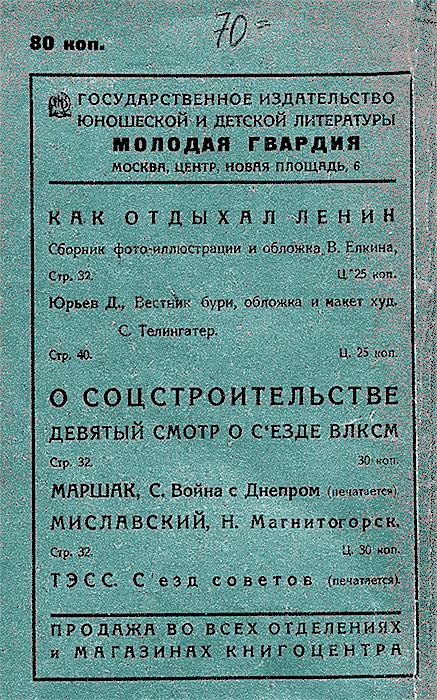 70=
80 коп.
ГОСУДАРСТВЕННОЕ ИЗДАТЕЛЬСТВО
ЮНОШЕСКОЙ И ДЕТСКОЙ ЛИТЕРАТУРЫ
МОЛОДАЯ ГВАРДИЯ
МОСКВА, ЦЕНТР, НОВАЯ ПЛОЩАДЬ, 6
КАК ОТДЫХАЛ ЛЕНИН
Сборник фото-иллюстрации и обложка В. Елкина,
Стр. 32. Ц. 25 коп.
Юрьев Д., Вестник бури, обложка и макет худ.
С. Телингатер.
Стр. 40. Ц. 25 коп.
О СОЦСТРОИТЕЛЬСТВЕ
ДЕВЯТЫЙ СМОТР О С'ЕЗДЕ ВЛКСМ
Стр. 32. 30 коп.
МАРШАК, С. Война с Днепром (печатается).
МИСЛАВСКИЙ, Н. Магнитогорск.
Стр. 32. Ц. 30 коп.
ТЭСС. С'езд советов (печатается).
ПРОДАЖА ВО ВСЕХ ОТДЕЛЕНИЯХ
и МАГАЗИНАХ КНИГОЦЕНТРА